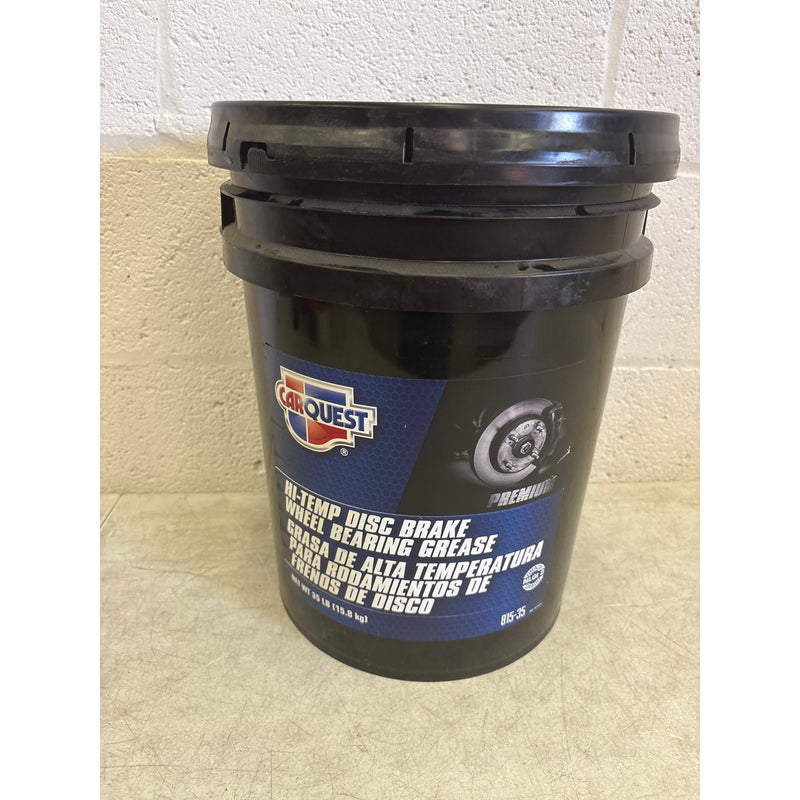 CARQUEST
®
PREMIUM
HI-TEMP DISC BRAKE
WHEEL BEARING GREASE
GRASA DE ALTA TEMPERATURA
PARA RODAMIENTOS DE
FRENOS DE DISCO
NET WT 35 LB (15.8 kg)
815-35